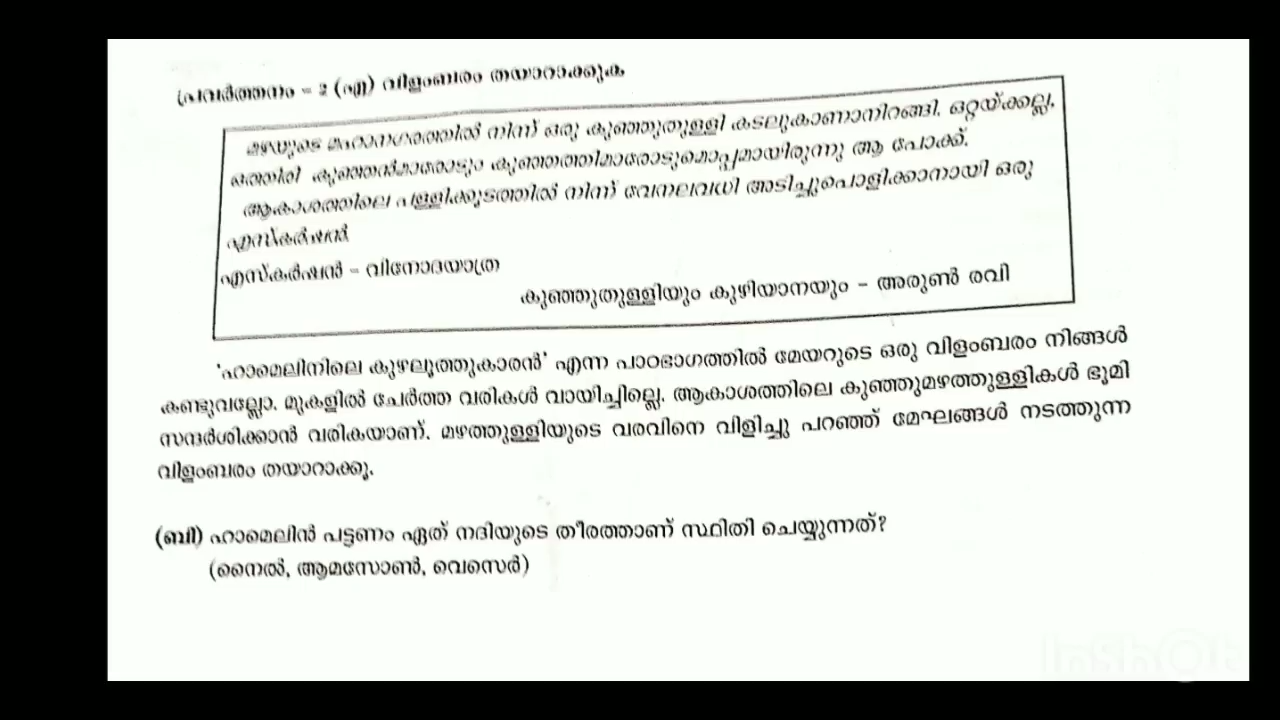 പ്രവർത്തനം - 2 (എ) വിളംബരം തയാറാക്കുക
മഴയുടെ മഹാനഗരത്തിൽ നിന്ന് ഒരു കുഞ്ഞുതുള്ളി കടലുകാണാനിറങ്ങി. ഒറ്റയ്ക്കല്ല,
ഒത്തിരി കുഞ്ഞൻമാരോടും കുഞ്ഞത്തിമാരോടുമൊപ്പമായിരുന്നു ആ പോക്ക്.
ആകാശത്തിലെ പള്ളിക്കൂടത്തിൽ നിന്ന് വേനലവധി അടിച്ചുപൊളിക്കാനായി ഒരു
എസ്കർഷൻ.
എസ്കർഷൻ - വിനോദയാത്ര
കുഞ്ഞുതുള്ളിയും കുഴിയാനയും - അരുൺ രവി
'ഹാമെലിനിലെ കുഴലൂത്തുകാരൻ' എന്ന പാഠഭാഗത്തിൽ മേയറുടെ ഒരു വിളംബരം നിങ്ങൾ
കണ്ടുവല്ലോ. മുകളിൽ ചേർത്ത വരികൾ വായിച്ചില്ലെ. ആകാശത്തിലെ കുഞ്ഞുമഴത്തുള്ളികൾ ഭൂമി
സന്ദർശിക്കാൻ വരികയാണ്. മഴത്തുള്ളിയുടെ വരവിനെ വിളിച്ചു പറഞ്ഞ് മേഘങ്ങൾ നടത്തുന്ന
വിളംബരം തയാറാക്കൂ.
(ബി) ഹാമെലിൻ പട്ടണം ഏത് നദിയുടെ തീരത്താണ് സ്ഥിതി ചെയ്യുന്നത്?
(നൈൽ, ആമസോൺ, വെസെർ)